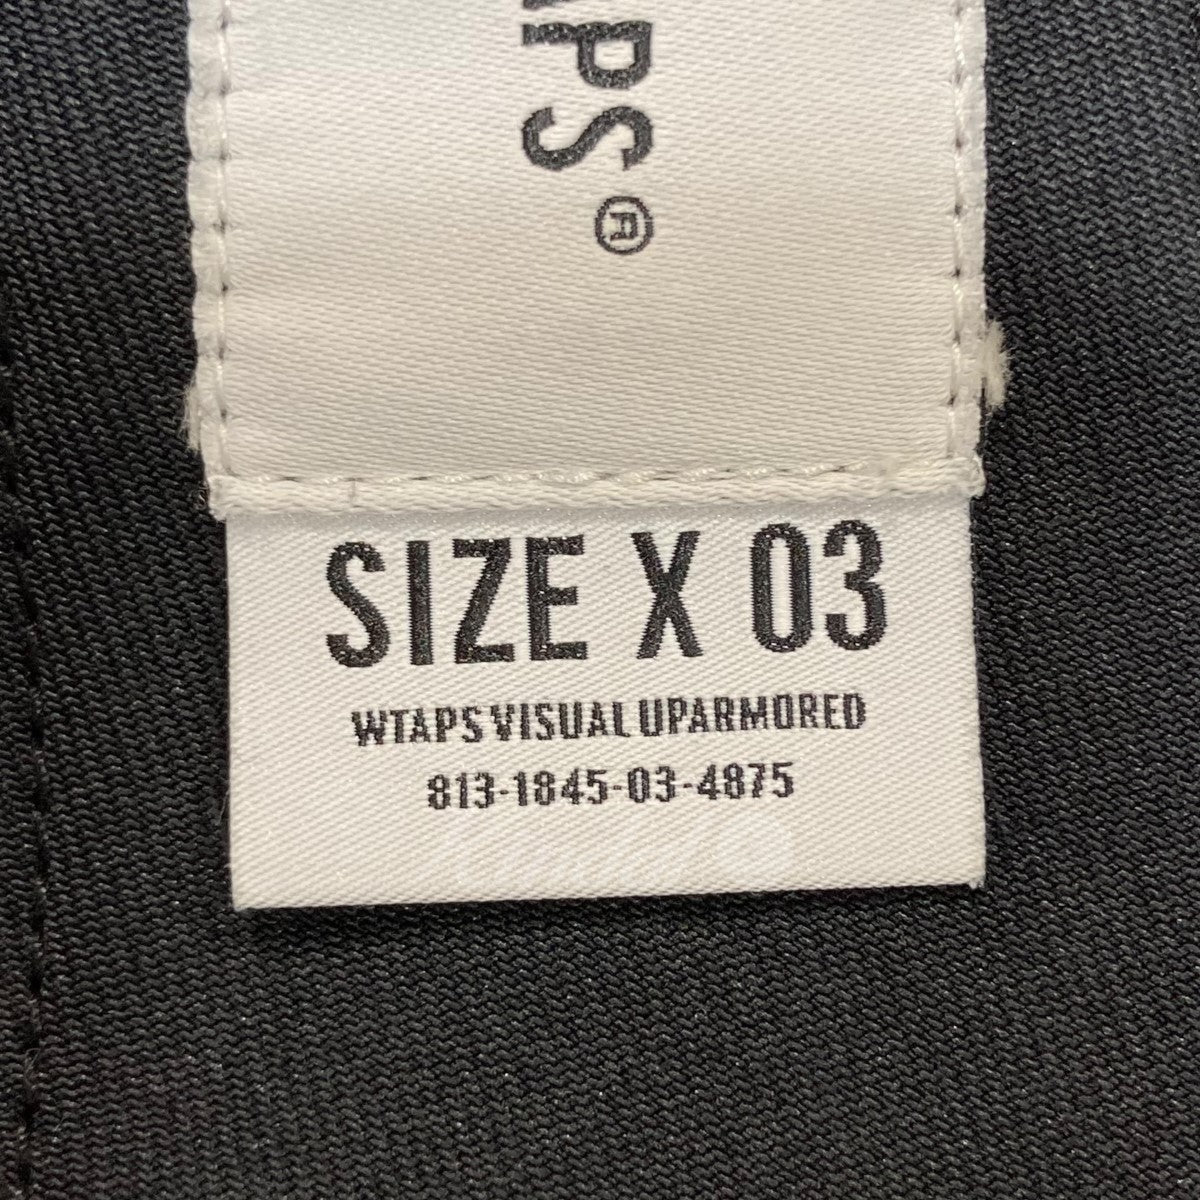 APS®
SIZE X 03
WTAPS VISUAL UPARMORED
813-1845-03-4875